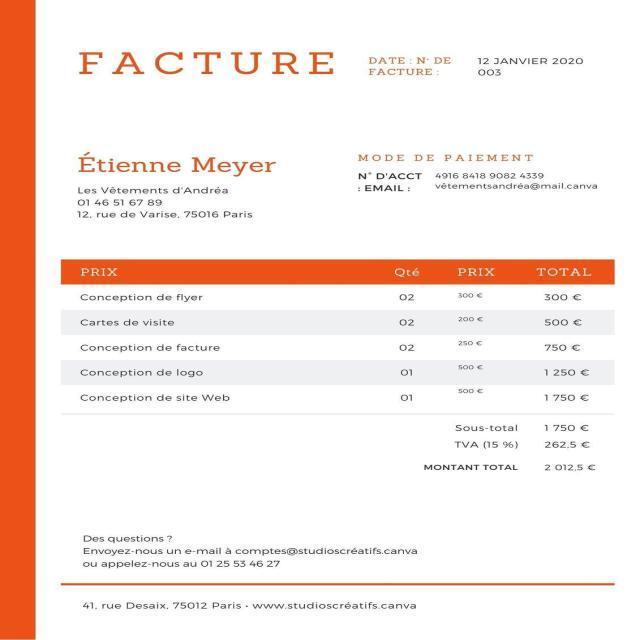 FACTURE
DATE : N° DE 12 JANVIER 2020
FACTURE : 003
Étienne Meyer
Les Vêtements d'Andréa
01 46 51 67 89
12, rue de Varise, 75016 Paris
MODE DE PAIEMENT
N° D'ACCT 4916 8418 9082 4339
: EMAIL : vêtementsandréa@mail.canva
PRIX Qté PRIX TOTAL
Conception de flyer 02 300 € 300 €
Cartes de visite 02 200 € 500 €
Conception de facture 02 250 € 750 €
Conception de logo 01 500 € 1 250 €
Conception de site Web 01 500 € 1 750 €
Sous-total 1 750 €
TVA (15 %) 262,5 €
MONTANT TOTAL 2 012,5 €
Des questions ?
Envoyez-nous un e-mail à comptes@studioscréatifs.canva
ou appelez-nous au 01 25 53 46 27
41, rue Desaix, 75012 Paris • www.studioscréatifs.canva